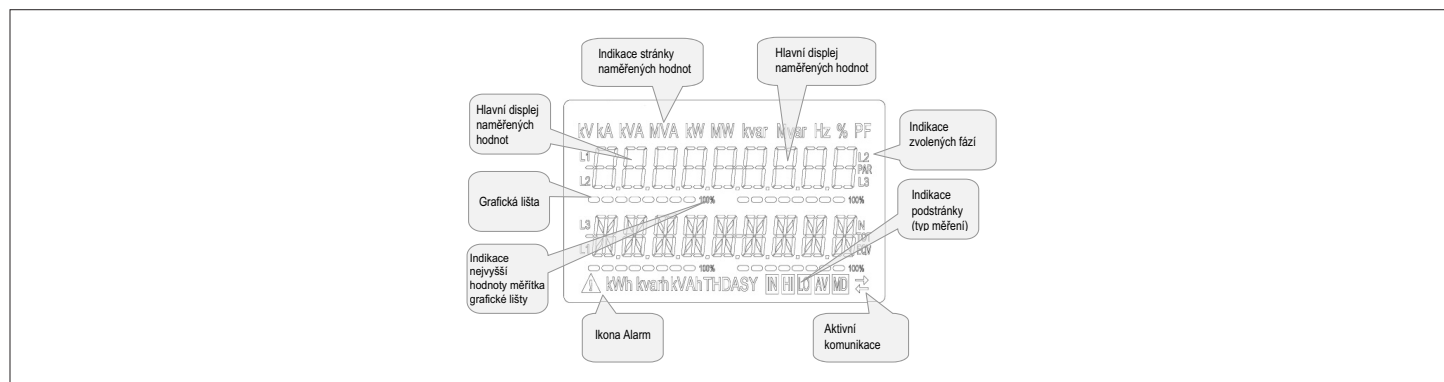 Indikace stránky
naměřených hodnot
Hlavní displej
naměřených hodnot
Hlavní displej
naměřených
hodnot
Indikace
zvolených fází
Grafická lišta
Indikace
podstránky
(typ měření)
Indikace
nejvyšší
hodnoty měřítka
grafické lišty
Ikona Alarm
Aktivní
komunikace
kV kA kVA MVA kW MW kvar Mvar Hz % PF
L1 L2
PAR
L2 L3
100% 100%
L3 N
TOT
L1 EQV
100% 100%
kWh kvarh kVAh THD ASY IN HI LO AV MD